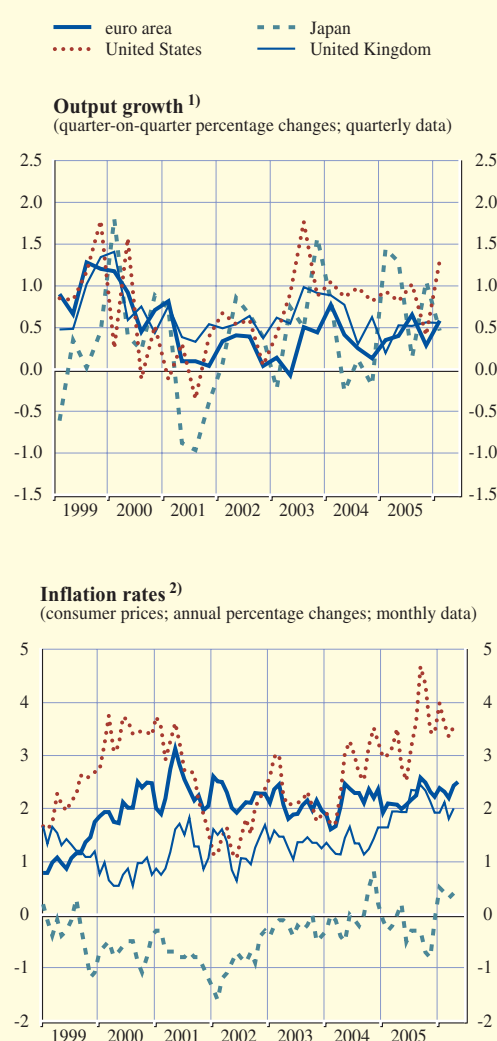 euro area Japan
United States United Kingdom
Output growth 1)
(quarter-on-quarter percentage changes; quarterly data)
2.5 2.5
2.0 2.0
1.5 1.5
1.0 1.0
0.5 0.5
0.0 0.0
-0.5 -0.5
-1.0 -1.0
-1.5 -1.5
1999 2000 2001 2002 2003 2004 2005
Inflation rates 2)
(consumer prices; annual percentage changes; monthly data)
5 5
4 4
3 3
2 2
1 1
0 0
-1 -1
-2 -2
1999 2000 2001 2002 2003 2004 2005